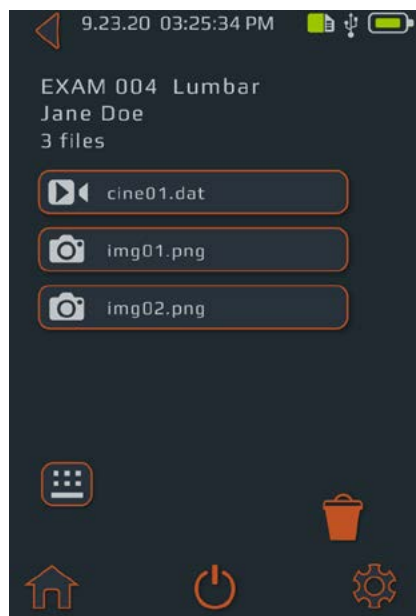 9.23.20 03:25:34 PM
EXAM 004 Lumbar
Jane Doe
3 files
cine01.dat
img01.png
img02.png